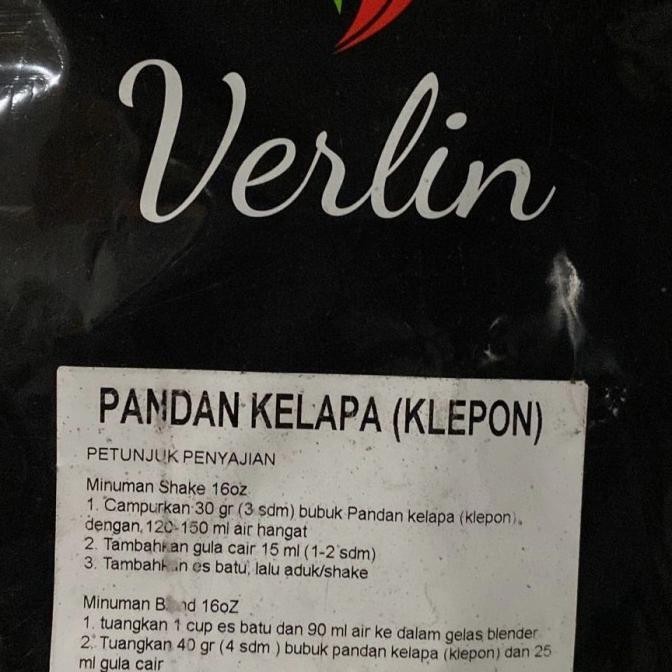 Verlin
PANDAN KELAPA (KLEPON)
PETUNJUK PENYAJIAN
Minuman Shake 16oz
1. Campurkan 30 gr (3 sdm) bubuk Pandan kelapa (klepon),
dengan, 120-150 ml air hangat
2. Tambahkan gula cair 15 ml (1-2 sdm)
3. Tambahkan es batu, lalu aduk/shake
Minuman 16oZ
1. tuangkan 1 cup es batu dan 90 ml air ke dalam gelas blender
2. Tuangkan 40 gr (4 sdm ) bubuk pandan kelapa (klepon) dan 25
ml gula cair